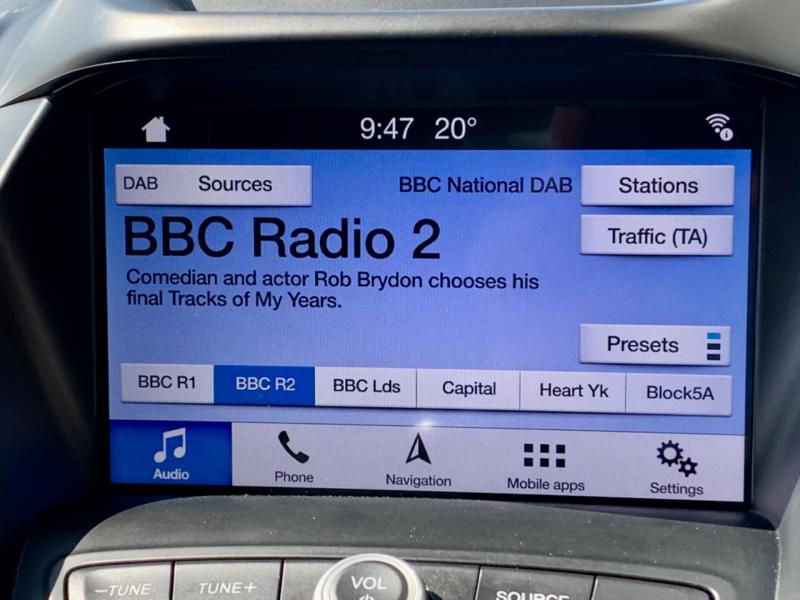 9:47 20°
DAB Sources
BBC National DAB
Stations
BBC Radio 2
Traffic (TA)
Comedian and actor Rob Brydon chooses his
final Tracks of My Years.
Presets
BBC R1
BBC R2
BBC Lds
Capital
Heart Yk
Block5A
Audio
Phone
Navigation
Mobile apps
Settings
–TUNE
TUNE+
VOL
SOURCE